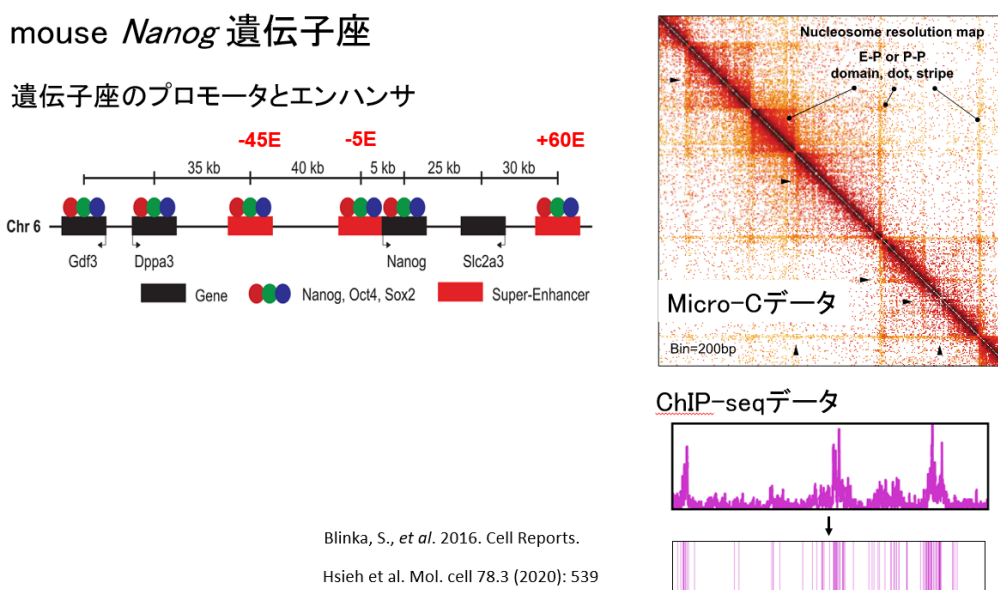 mouse Nanog 遺伝子座
遺伝子座のプロモータとエンハンサ
-45E
-5E
+60E
35 kb
40 kb
5 kb
25 kb
30 kb
Chr 6
Gdf3
Dppa3
Nanog
Slc2a3
Gene
Nanog, Oct4, Sox2
Super-Enhancer
Nucleosome resolution map
E-P or P-P
domain, dot, stripe
Micro-Cデータ
Bin=200bp
ChIP-seqデータ
Blinka, S., et al. 2016. Cell Reports.
Hsieh et al. Mol. cell 78.3 (2020): 539